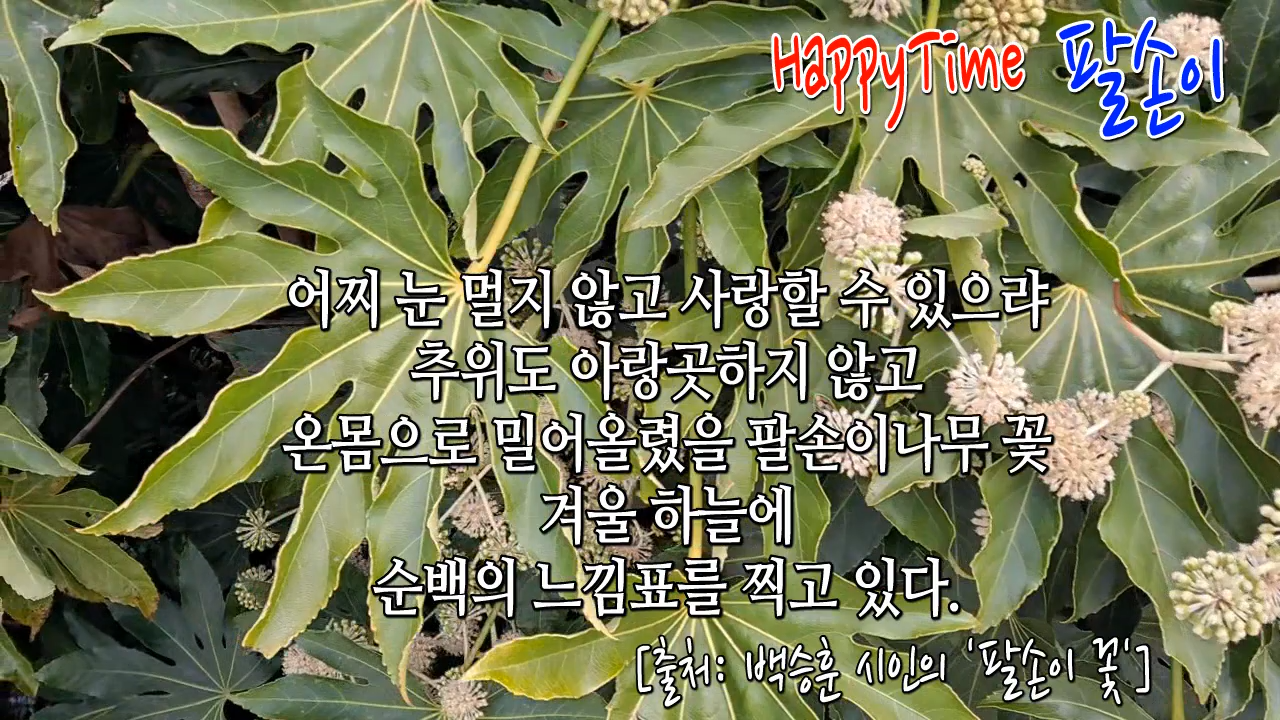 HappyTime 팔손이
어찌 눈 멀지 않고 사랑할 수 있으랴
추위도 아랑곳하지 않고
온몸으로 밀어올렸을 팔손이나무 꽃
겨울 하늘에
순백의 느낌표를 찍고 있다.
[출처: 백승훈 시인의 '팔손이 꽃']